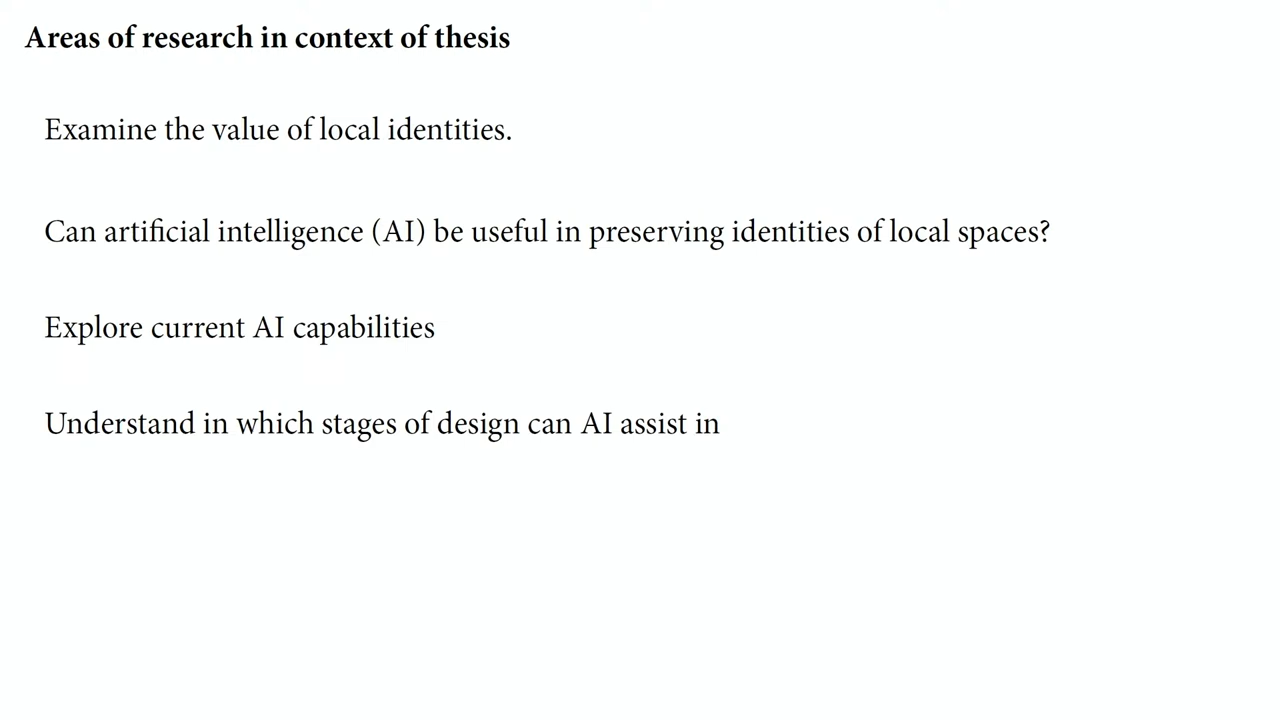 Areas of research in context of thesis
Examine the value of local identities.
Can artificial intelligence (AI) be useful in preserving identities of local spaces?
Explore current AI capabilities
Understand in which stages of design can AI assist in